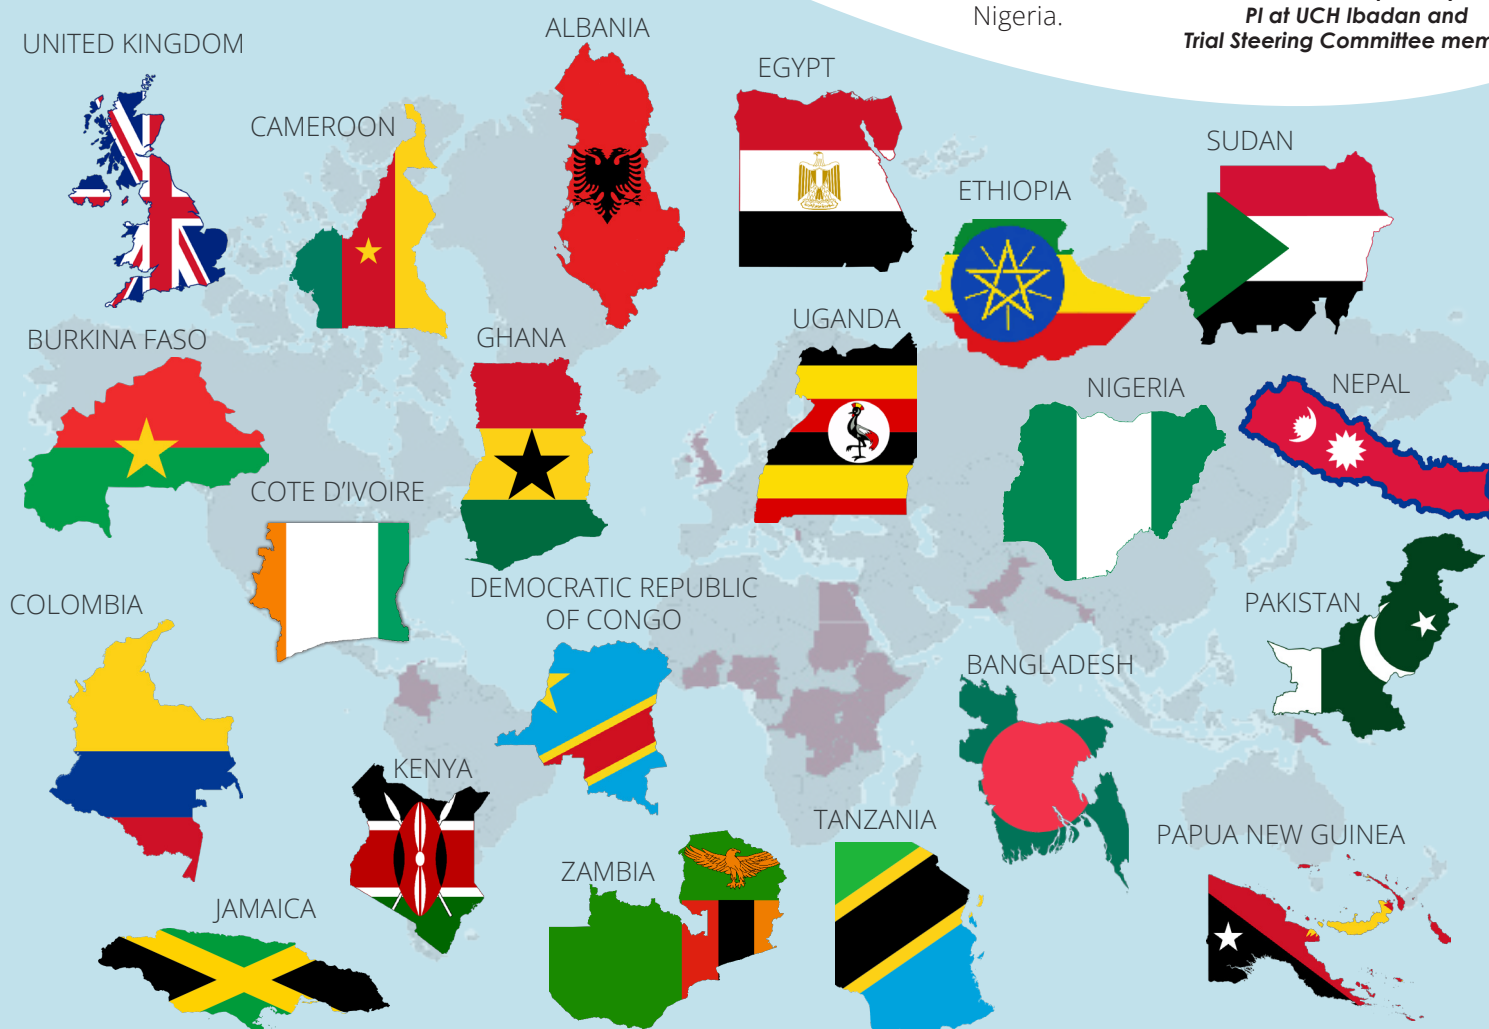 Nigeria.
PI at UCH Ibadan and
Trial Steering Committee mem
UNITED KINGDOM
ALBANIA
EGYPT
CAMEROON
SUDAN
ETHIOPIA
BURKINA FASO
GHANA
UGANDA
NIGERIA
NEPAL
COTE D'IVOIRE
COLOMBIA
DEMOCRATIC REPUBLIC
OF CONGO
PAKISTAN
BANGLADESH
KENYA
TANZANIA
PAPUA NEW GUINEA
ZAMBIA
JAMAICA